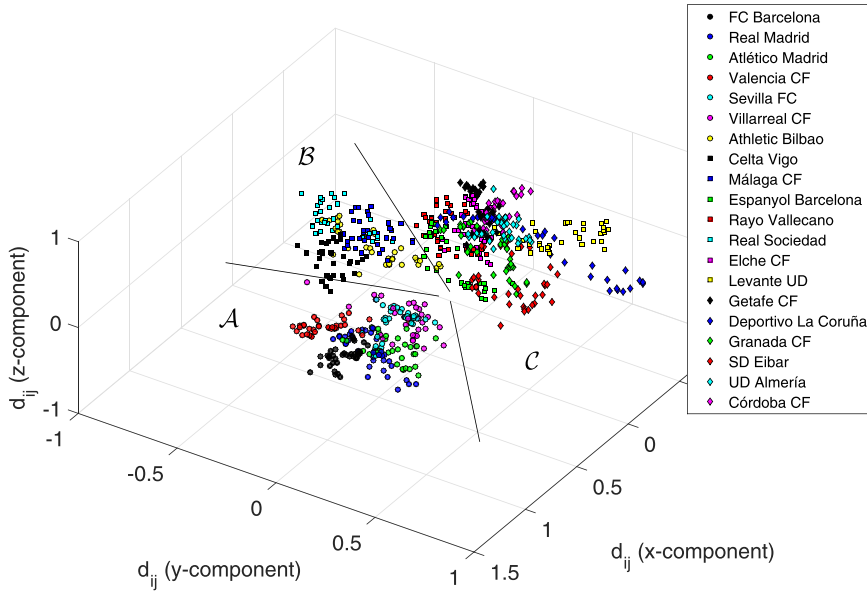 FC Barcelona
Real Madrid
Atlético Madrid
Valencia CF
Sevilla FC
Villarreal CF
Athletic Bilbao
Celta Vigo
Málaga CF
Espanyol Barcelona
Rayo Vallecano
Real Sociedad
Elche CF
Levante UD
Getafe CF
Deportivo La Coruña
Granada CF
SD Eibar
UD Almería
Córdoba CF
B
A
C
1
0
-1
d_ij (z-component)
-1
-0.5
0
0.5
1
d_ij (y-component)
1.5
1
0.5
0
d_ij (x-component)